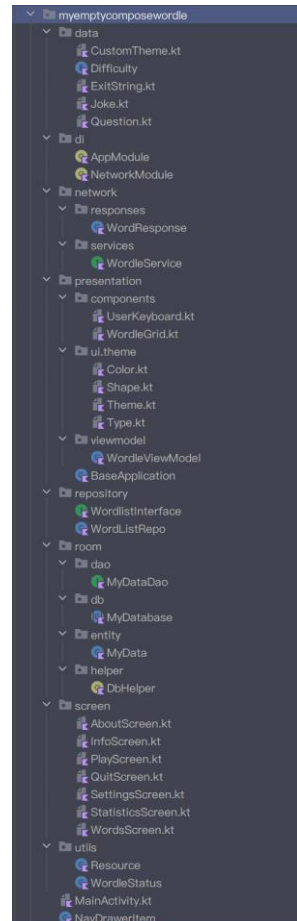 myemptycomposewordle
data
CustomTheme.kt
Difficulty
ExitString.kt
Joke.kt
Question.kt
di
AppModule
NetworkModule
network
responses
WordResponse
services
WordleService
presentation
components
UserKeyboard.kt
WordleGrid.kt
ui.theme
Color.kt
Shape.kt
Theme.kt
Type.kt
viewmodel
WordleViewModel
BaseApplication
repository
WordlistInterface
WordListRepo
room
dao
MyDataDao
db
MyDatabase
entity
MyData
helper
DbHelper
screen
AboutScreen.kt
InfoScreen.kt
PlayScreen.kt
QuitScreen.kt
SettingsScreen.kt
StatisticsScreen.kt
WordsScreen.kt
utils
Resource
WordleStatus
MainActivity.kt
NavDrawerItem